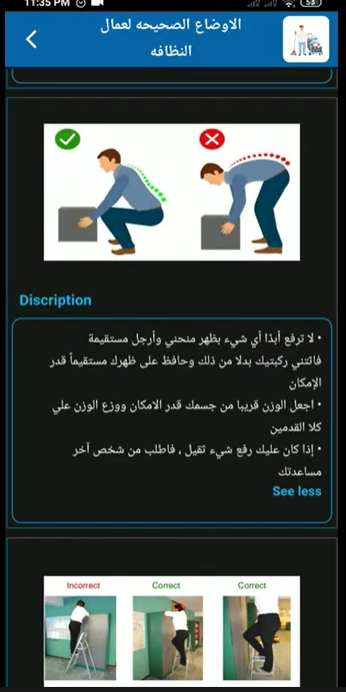 11:35 PM
53
الاوضاع الصحيحه لعمال
النظافه
Discription
• لا ترفع أبدًا أي شيء بظهر منحني وأرجل مستقيمة
فاثتني ركبتيك بدلا من ذلك وحافظ على ظهرك مستقيماً قدر
الإمكان
• اجعل الوزن قريبا من جسمك قدر الامكان ووزع الوزن علي
كلا القدمين
• إذا كان عليك رفع شيء ثقيل ، فاطلب من شخص آخر
مساعدتك
See less
Incorrect
Correct
Correct